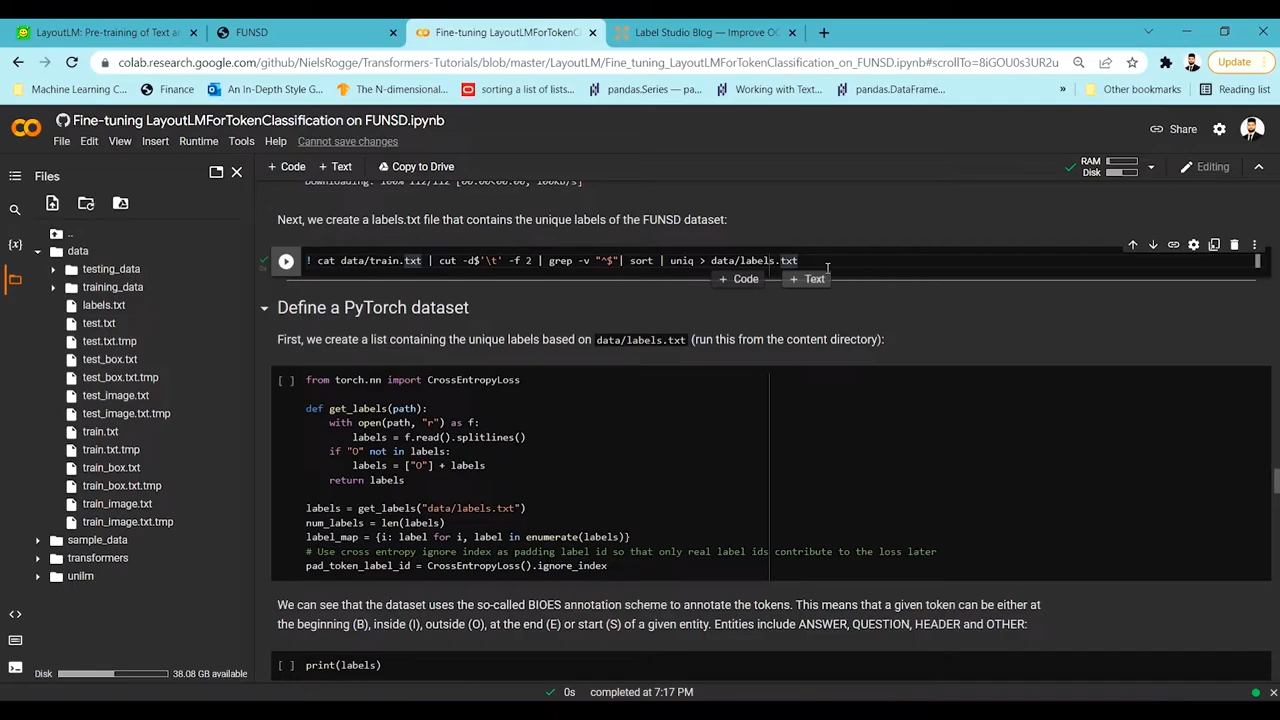 LayoutLM: Pre-training of Text a
FUNSD
Fine-tuning LayoutLMForTokenC
Label Studio Blog — Improve OC
colab.research.google.com/github/NielsRogge/Transformers-Tutorials/blob/master/LayoutLM/Fine_tuning_LayoutLMForTokenClassification_on_FUNSD.ipynb#scrollTo=8iGOU0s3UR2u
Update
Machine Learning C...
Finance
An In-Depth Style G...
The N-dimensional...
sorting a list of lists...
pandas.Series — pa...
Working with Text...
pandas.DataFrame...
»
Other bookmarks
Reading list
Fine-tuning LayoutLMForTokenClassification on FUNSD.ipynb
File Edit View Insert Runtime Tools Help Cannot save changes
Share
Files
+ Code + Text Copy to Drive
RAM
Disk
Editing
Downloading: 100% 112/112 [00:00<00:00, 100kB/s]
..
data
testing_data
training_data
labels.txt
test.txt
test.txt.tmp
test_box.txt
test_box.txt.tmp
test_image.txt
test_image.txt.tmp
train.txt
train.txt.tmp
train_box.txt
train_box.txt.tmp
train_image.txt
train_image.txt.tmp
sample_data
transformers
unilm
Disk
38.08 GB available
Next, we create a labels.txt file that contains the unique labels of the FUNSD dataset:
! cat data/train.txt | cut -d$'\t' -f 2 | grep -v "^$"| sort | uniq > data/labels.txt
0s
+ Code + Text
Define a PyTorch dataset
First, we create a list containing the unique labels based on data/labels.txt (run this from the content directory):
[ ] from torch.nn import CrossEntropyLoss
def get_labels(path):
with open(path, "r") as f:
labels = f.read().splitlines()
if "O" not in labels:
labels = ["O"] + labels
return labels
labels = get_labels("data/labels.txt")
num_labels = len(labels)
label_map = {i: label for i, label in enumerate(labels)}
# Use cross entropy ignore index as padding label id so that only real label ids contribute to the loss later
pad_token_label_id = CrossEntropyLoss().ignore_index
We can see that the dataset uses the so-called BIOES annotation scheme to annotate the tokens. This means that a given token can be either at
the beginning (B), inside (I), outside (O), at the end (E) or start (S) of a given entity. Entities include ANSWER, QUESTION, HEADER and OTHER:
[ ] print(labels)
0s completed at 7:17 PM